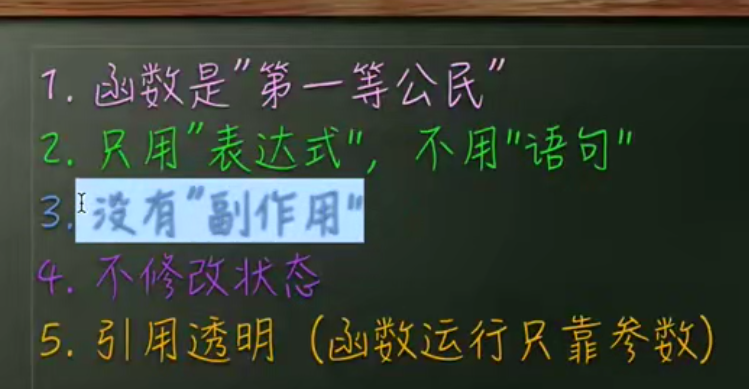 1. 函数是"第一等公民"
2. 只用"表达式"，不用"语句"
3. 没有"副作用"
4. 不修改状态
5. 引用透明（函数运行只靠参数）